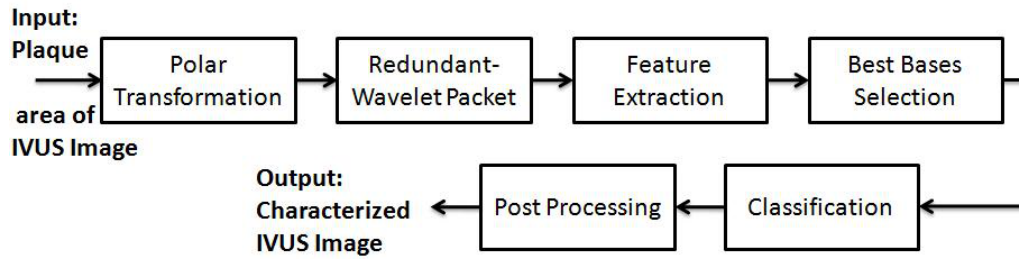 Input:
Plaque
area of
IVUS Image
Polar
Transformation
Redundant-
Wavelet Packet
Feature
Extraction
Best Bases
Selection
Classification
Post Processing
Output:
Characterized
IVUS Image